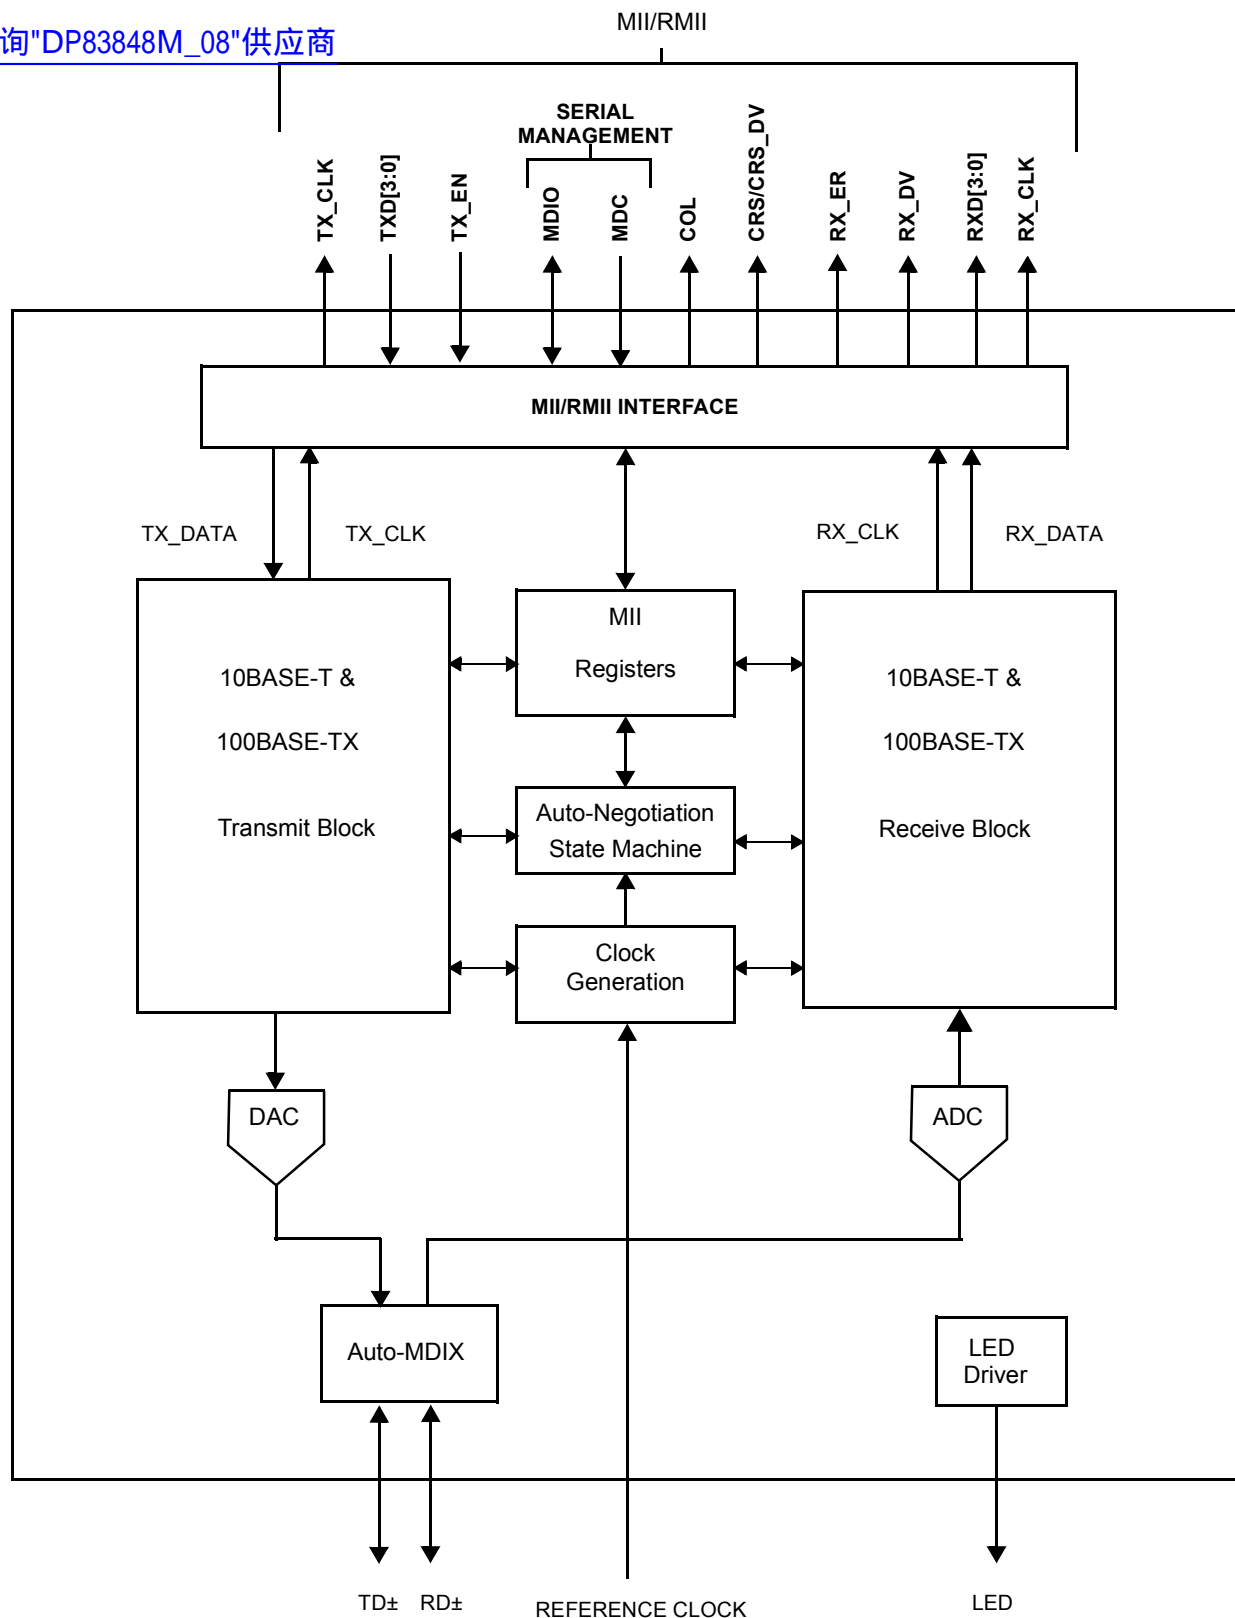 MII/RMII
询"DP83848M_08"供应商
SERIAL
MANAGEMENT
TX_CLK
TXD[3:0]
TX_EN
MDIO
MDC
COL
CRS/CRS_DV
RX_ER
RX_DV
RXD[3:0]
RX_CLK
MII/RMII INTERFACE
TX_DATA
TX_CLK
RX_CLK
RX_DATA
10BASE-T &
100BASE-TX
Transmit Block
MII
Registers
Auto-Negotiation
State Machine
Clock
Generation
10BASE-T &
100BASE-TX
Receive Block
DAC
ADC
Auto-MDIX
LED
Driver
TD±
RD±
REFERENCE CLOCK
LED